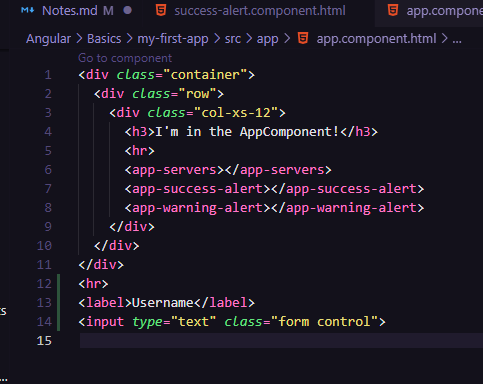 Notes.md M success-alert.component.html app.compone
Angular > Basics > my-first-app > src > app > app.component.html > ...
Go to component
1 <div class="container">
2 <div class="row">
3 <div class="col-xs-12">
4 <h3>I'm in the AppComponent!</h3>
5 <hr>
6 <app-servers></app-servers>
7 <app-success-alert></app-success-alert>
8 <app-warning-alert></app-warning-alert>
9 </div>
10 </div>
11 </div>
12 <hr>
13 <label>Username</label>
14 <input type="text" class="form control">
15